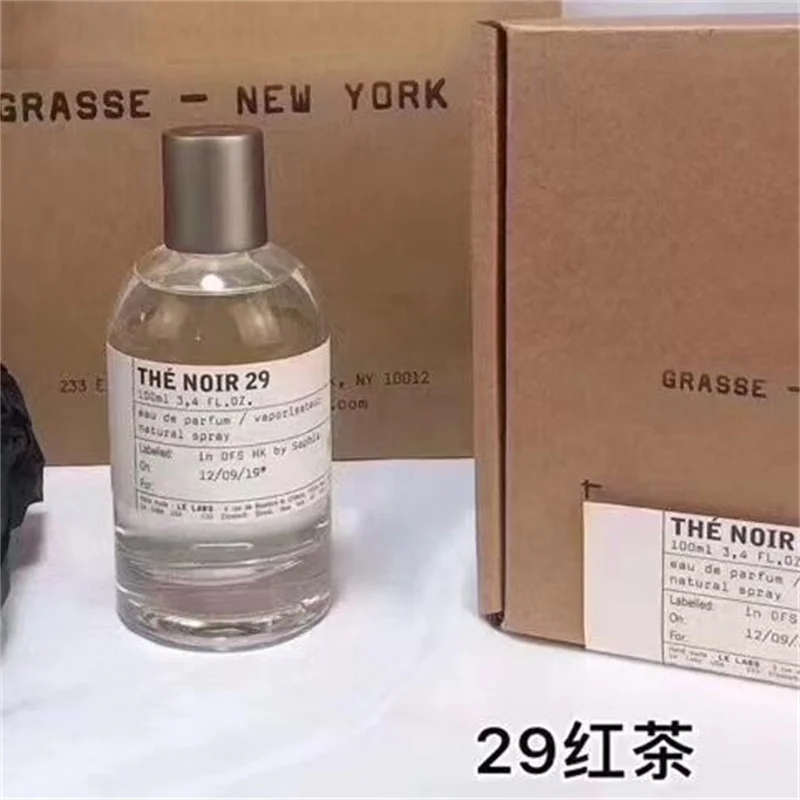 GRASSE — NEW YORK
233 E
, NY 10012
.com
THÉ NOIR 29
100ml 3,4 FL.OZ.
eau de parfum / vaporisateur
natural spray
Labelled: in DFS HK by Sophia
On: 12/09/19*
For:
LE LABO
GRASSE —
THÉ NOIR
100ml 3,4 FL.OZ
eau de parfum /
natural spray
Labelled: in DFS
On: 12/09/
For:
LE LABO
29红茶